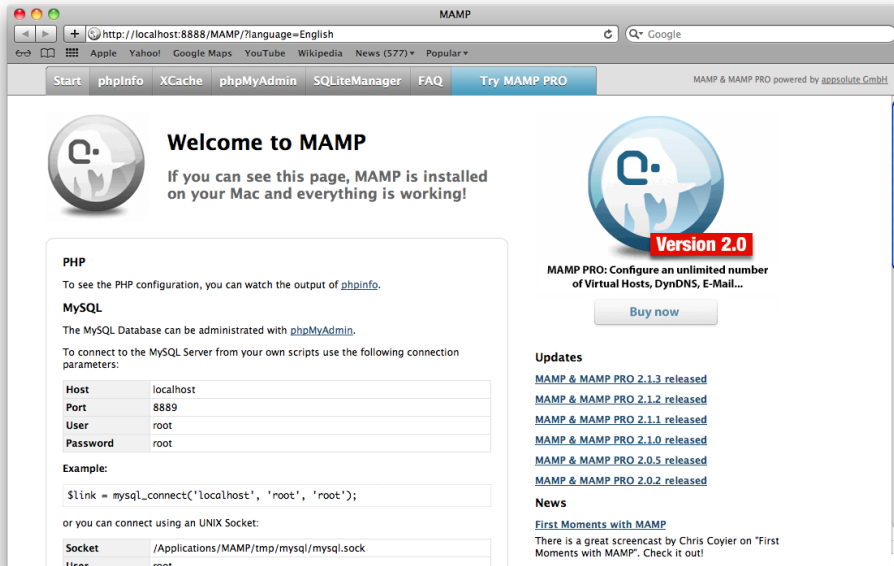 MAMP
http://localhost:8888/MAMP/?language=English
Google
Apple Yahoo! Google Maps YouTube Wikipedia News (577) Popular
Start phpInfo XCache phpMyAdmin SQLiteManager FAQ Try MAMP PRO
MAMP & MAMP PRO powered by appsolute GmbH
Welcome to MAMP
If you can see this page, MAMP is installed
on your Mac and everything is working!
PHP
To see the PHP configuration, you can watch the output of phpinfo.
MySQL
The MySQL Database can be administrated with phpMyAdmin.
To connect to the MySQL Server from your own scripts use the following connection
parameters:
Host localhost
Port 8889
User root
Password root
Example:
$link = mysql_connect('localhost', 'root', 'root');
or you can connect using an UNIX Socket:
Socket /Applications/MAMP/tmp/mysql/mysql.sock
User root
Version 2.0
MAMP PRO: Configure an unlimited number
of Virtual Hosts, DynDNS, E-Mail...
Buy now
Updates
MAMP & MAMP PRO 2.1.3 released
MAMP & MAMP PRO 2.1.2 released
MAMP & MAMP PRO 2.1.1 released
MAMP & MAMP PRO 2.1.0 released
MAMP & MAMP PRO 2.0.5 released
MAMP & MAMP PRO 2.0.2 released
News
First Moments with MAMP
There is a great screencast by Chris Coyier on "First
Moments with MAMP". Check it out!